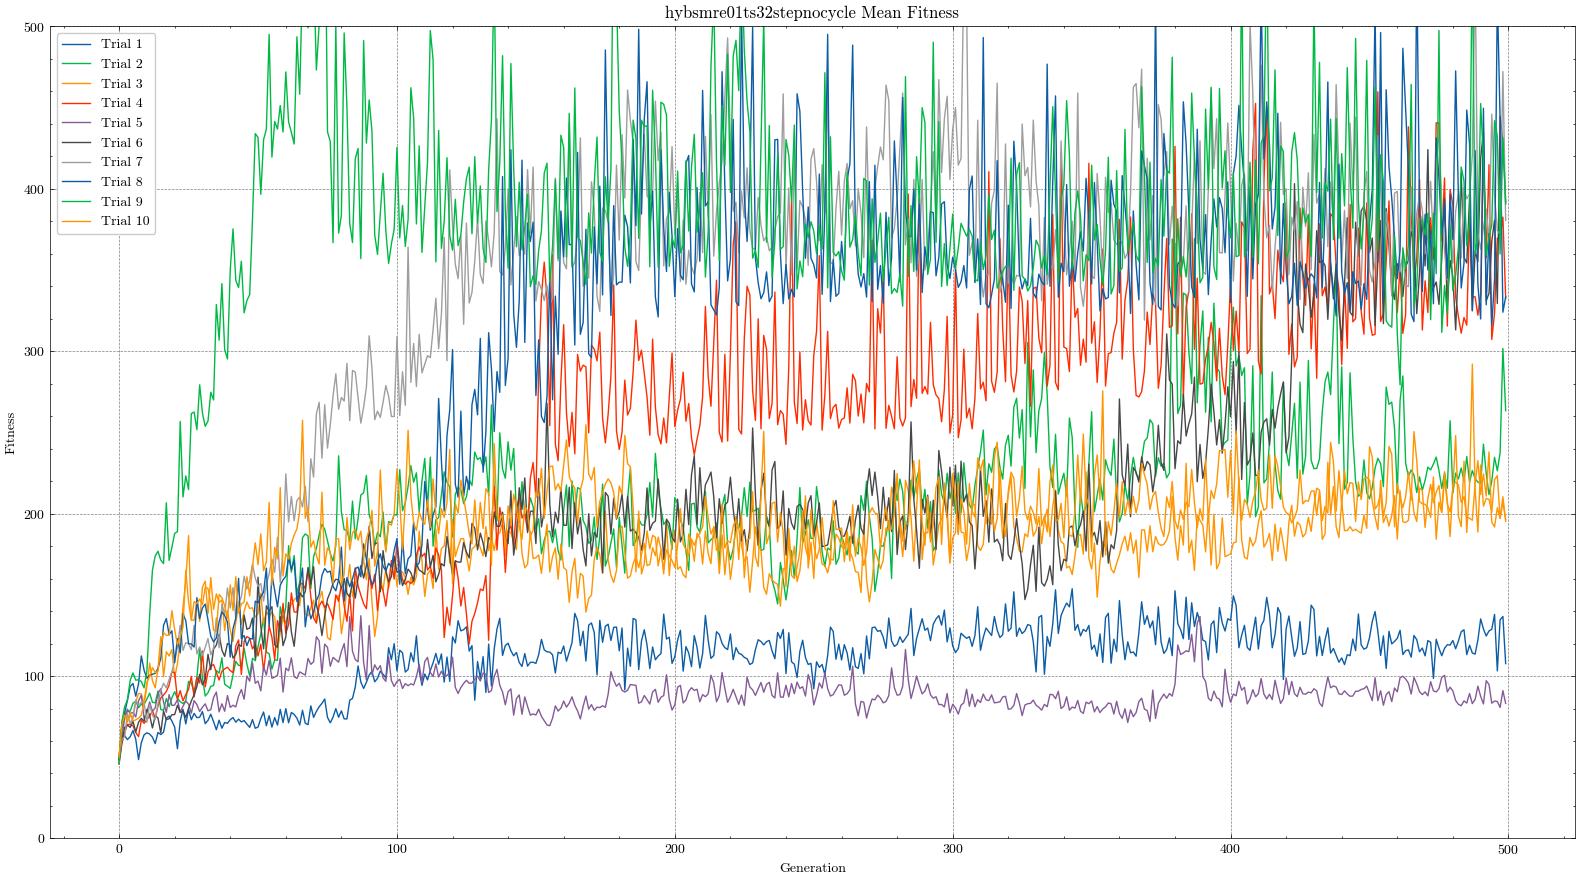 hybsmre01ts32stepnocycle Mean Fitness
500
400
300
200
100
0
Fitness
Trial 1
Trial 2
Trial 3
Trial 4
Trial 5
Trial 6
Trial 7
Trial 8
Trial 9
Trial 10
0 100 200 300 400 500
Generation